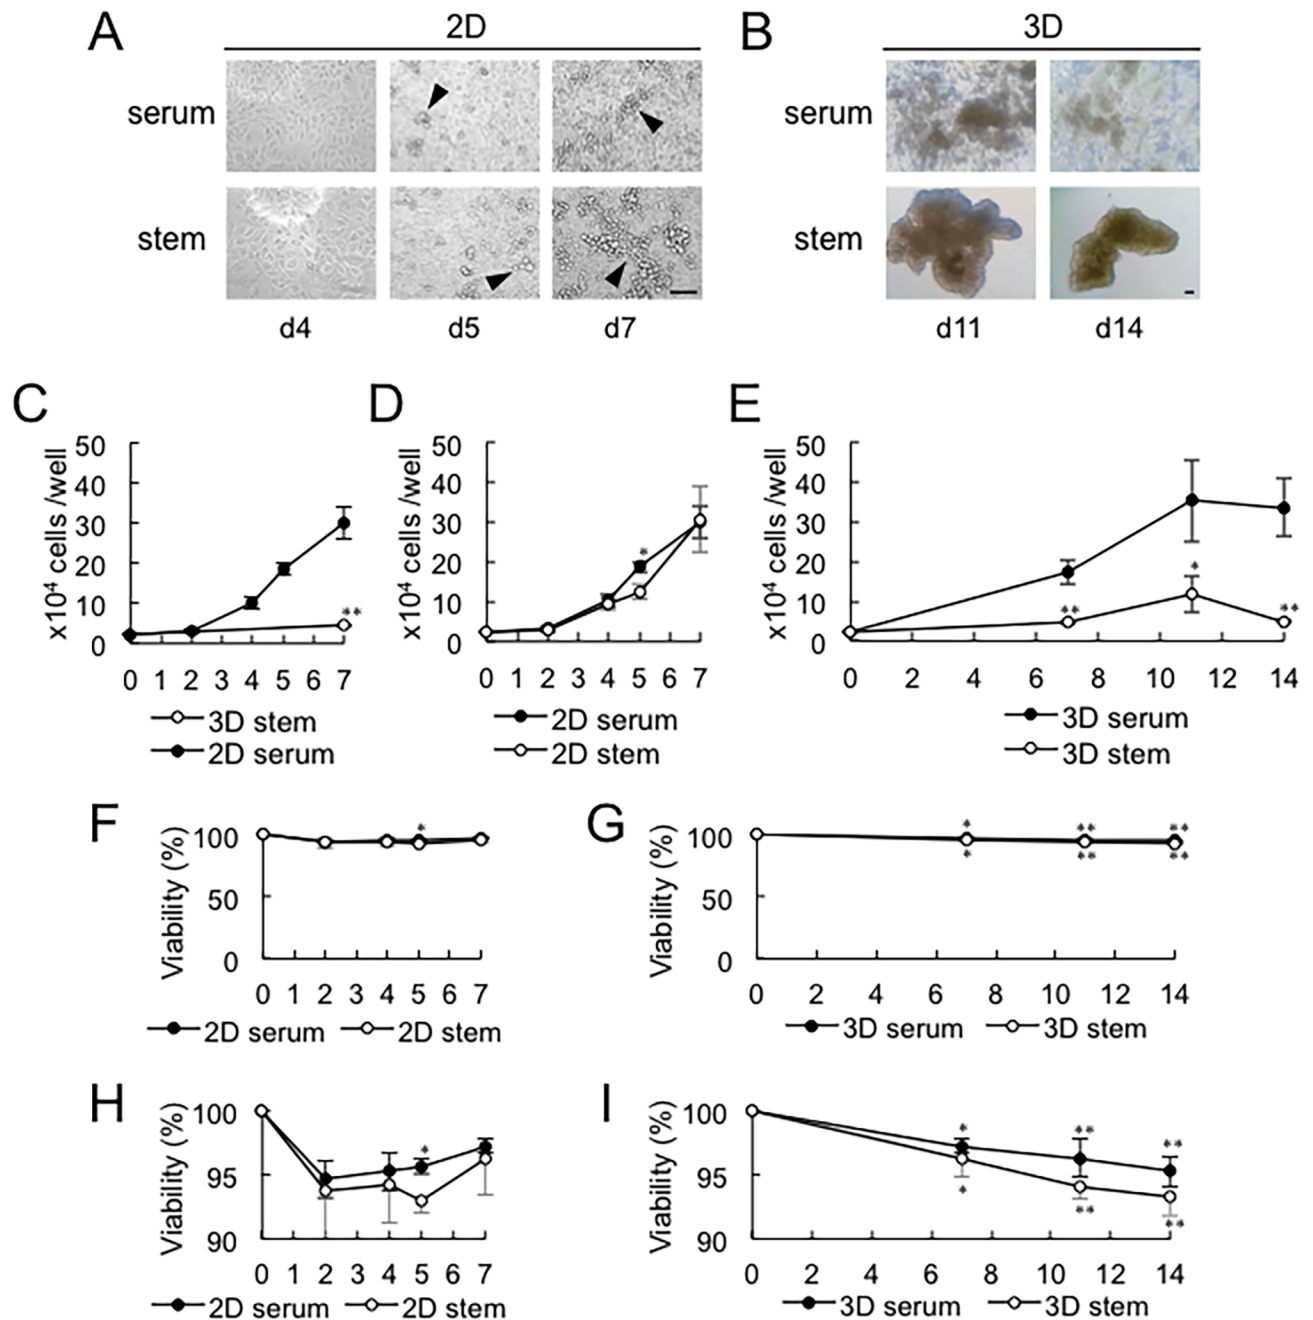 A 2D
B 3D
serum
stem
d4 d5 d7
serum
stem
d11 d14
C
x10⁴ cells /well
50
40
30
20
10
0
**
0 1 2 3 4 5 6 7
3D stem
2D serum
D
x10⁴ cells /well
50
40
30
20
10
0
*
0 1 2 3 4 5 6 7
2D serum
2D stem
E
x10⁴ cells /well
50
40
30
20
10
0
** * **
0 2 4 6 8 10 12 14
3D serum
3D stem
F
Viability (%)
100
50
0
*
0 1 2 3 4 5 6 7
2D serum 2D stem
G
Viability (%)
100
50
0
* ** **
* ** **
0 2 4 6 8 10 12 14
3D serum 3D stem
H
Viability (%)
100
95
90
*
0 1 2 3 4 5 6 7
2D serum 2D stem
I
Viability (%)
100
95
90
* ** **
* ** **
0 2 4 6 8 10 12 14
3D serum 3D stem